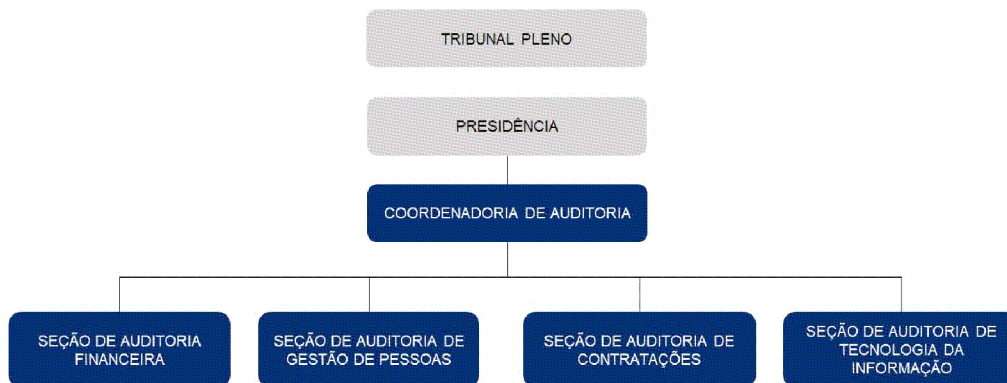 TRIBUNAL PLENO
PRESIDÊNCIA
COORDENADORIA DE AUDITORIA
SEÇÃO DE AUDITORIA
FINANCEIRA
SEÇÃO DE AUDITORIA DE
GESTÃO DE PESSOAS
SEÇÃO DE AUDITORIA DE
CONTRATAÇÕES
SEÇÃO DE AUDITORIA DE
TECNOLOGIA DA
INFORMAÇÃO